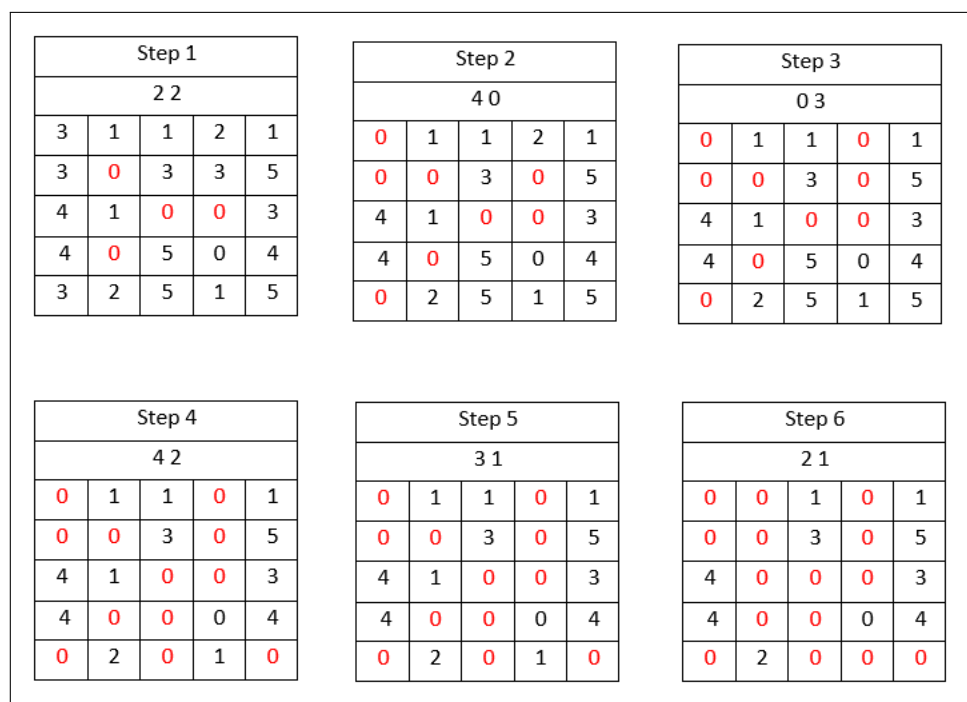 Step 1
2 2
3 1 1 2 1
3 0 3 3 5
4 1 0 0 3
4 0 5 0 4
3 2 5 1 5
Step 2
4 0
0 1 1 2 1
0 0 3 0 5
4 1 0 0 3
4 0 5 0 4
0 2 5 1 5
Step 3
0 3
0 1 1 0 1
0 0 3 0 5
4 1 0 0 3
4 0 5 0 4
0 2 5 1 5
Step 4
4 2
0 1 1 0 1
0 0 3 0 5
4 1 0 0 3
4 0 0 0 4
0 2 0 1 0
Step 5
3 1
0 1 1 0 1
0 0 3 0 5
4 1 0 0 3
4 0 0 0 4
0 2 0 1 0
Step 6
2 1
0 0 1 0 1
0 0 3 0 5
4 0 0 0 3
4 0 0 0 4
0 2 0 0 0